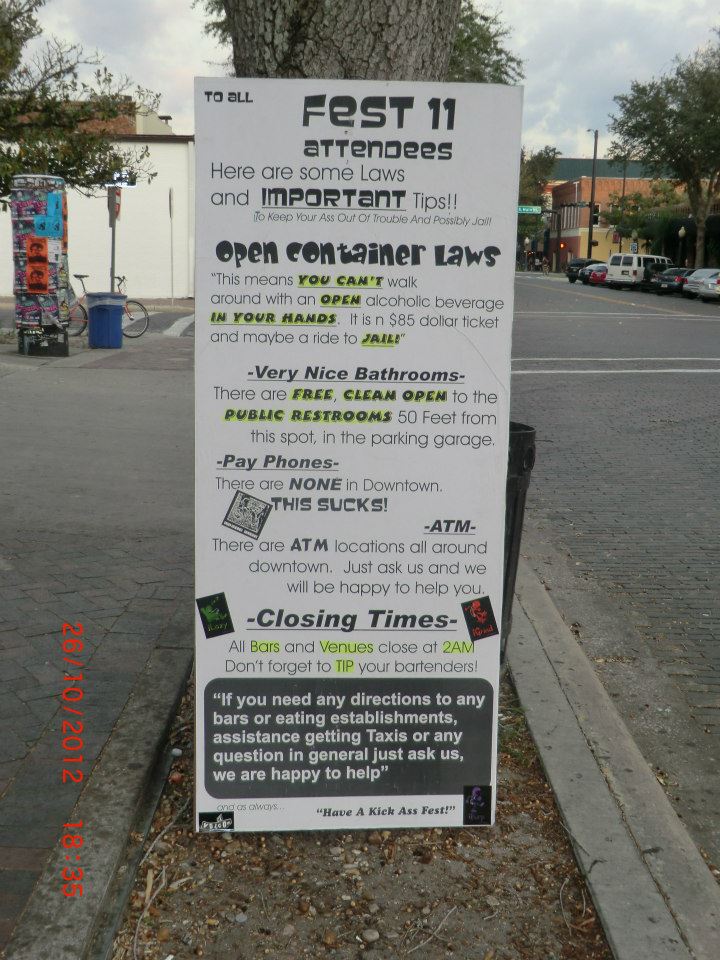 TO ALL
FEST 11
ATTENDEES
Here are some Laws
and IMPORTANT Tips!!
(To Keep Your Ass Out Of Trouble And Possibly Jail)
OPEN CONTAINER LAWS
"This means YOU CAN'T walk
around with an OPEN alcoholic beverage
IN YOUR HANDS. It is n $85 dollar ticket
and maybe a ride to JAIL!"
-Very Nice Bathrooms-
There are FREE, CLEAN OPEN to the
PUBLIC RESTROOMS 50 Feet from
this spot, in the parking garage.
-Pay Phones-
There are NONE in Downtown.
THIS SUCKS!
-ATM-
There are ATM locations all around
downtown. Just ask us and we
will be happy to help you.
-Closing Times-
All Bars and Venues close at 2AM
Don't forget to TIP your bartenders!
"If you need any directions to any
bars or eating establishments,
assistance getting Taxis or any
question in general just ask us,
we are happy to help"
and as always...
"Have A Kick Ass Fest!"
26/10/2012 18:35